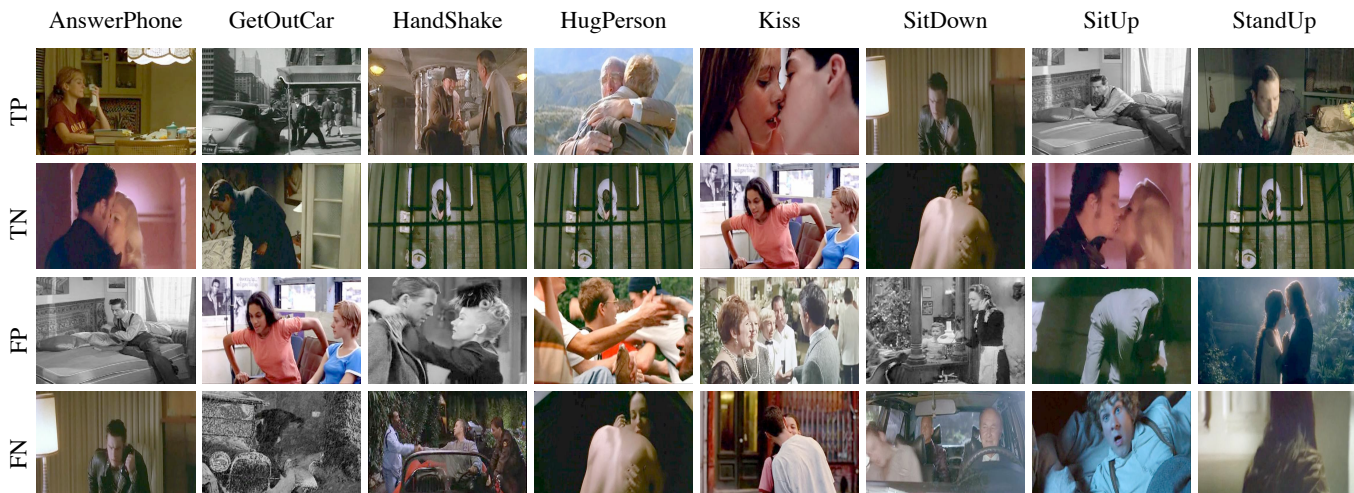 AnswerPhone GetOutCar HandShake HugPerson Kiss SitDown SitUp StandUp
TP
TN
FP
FN